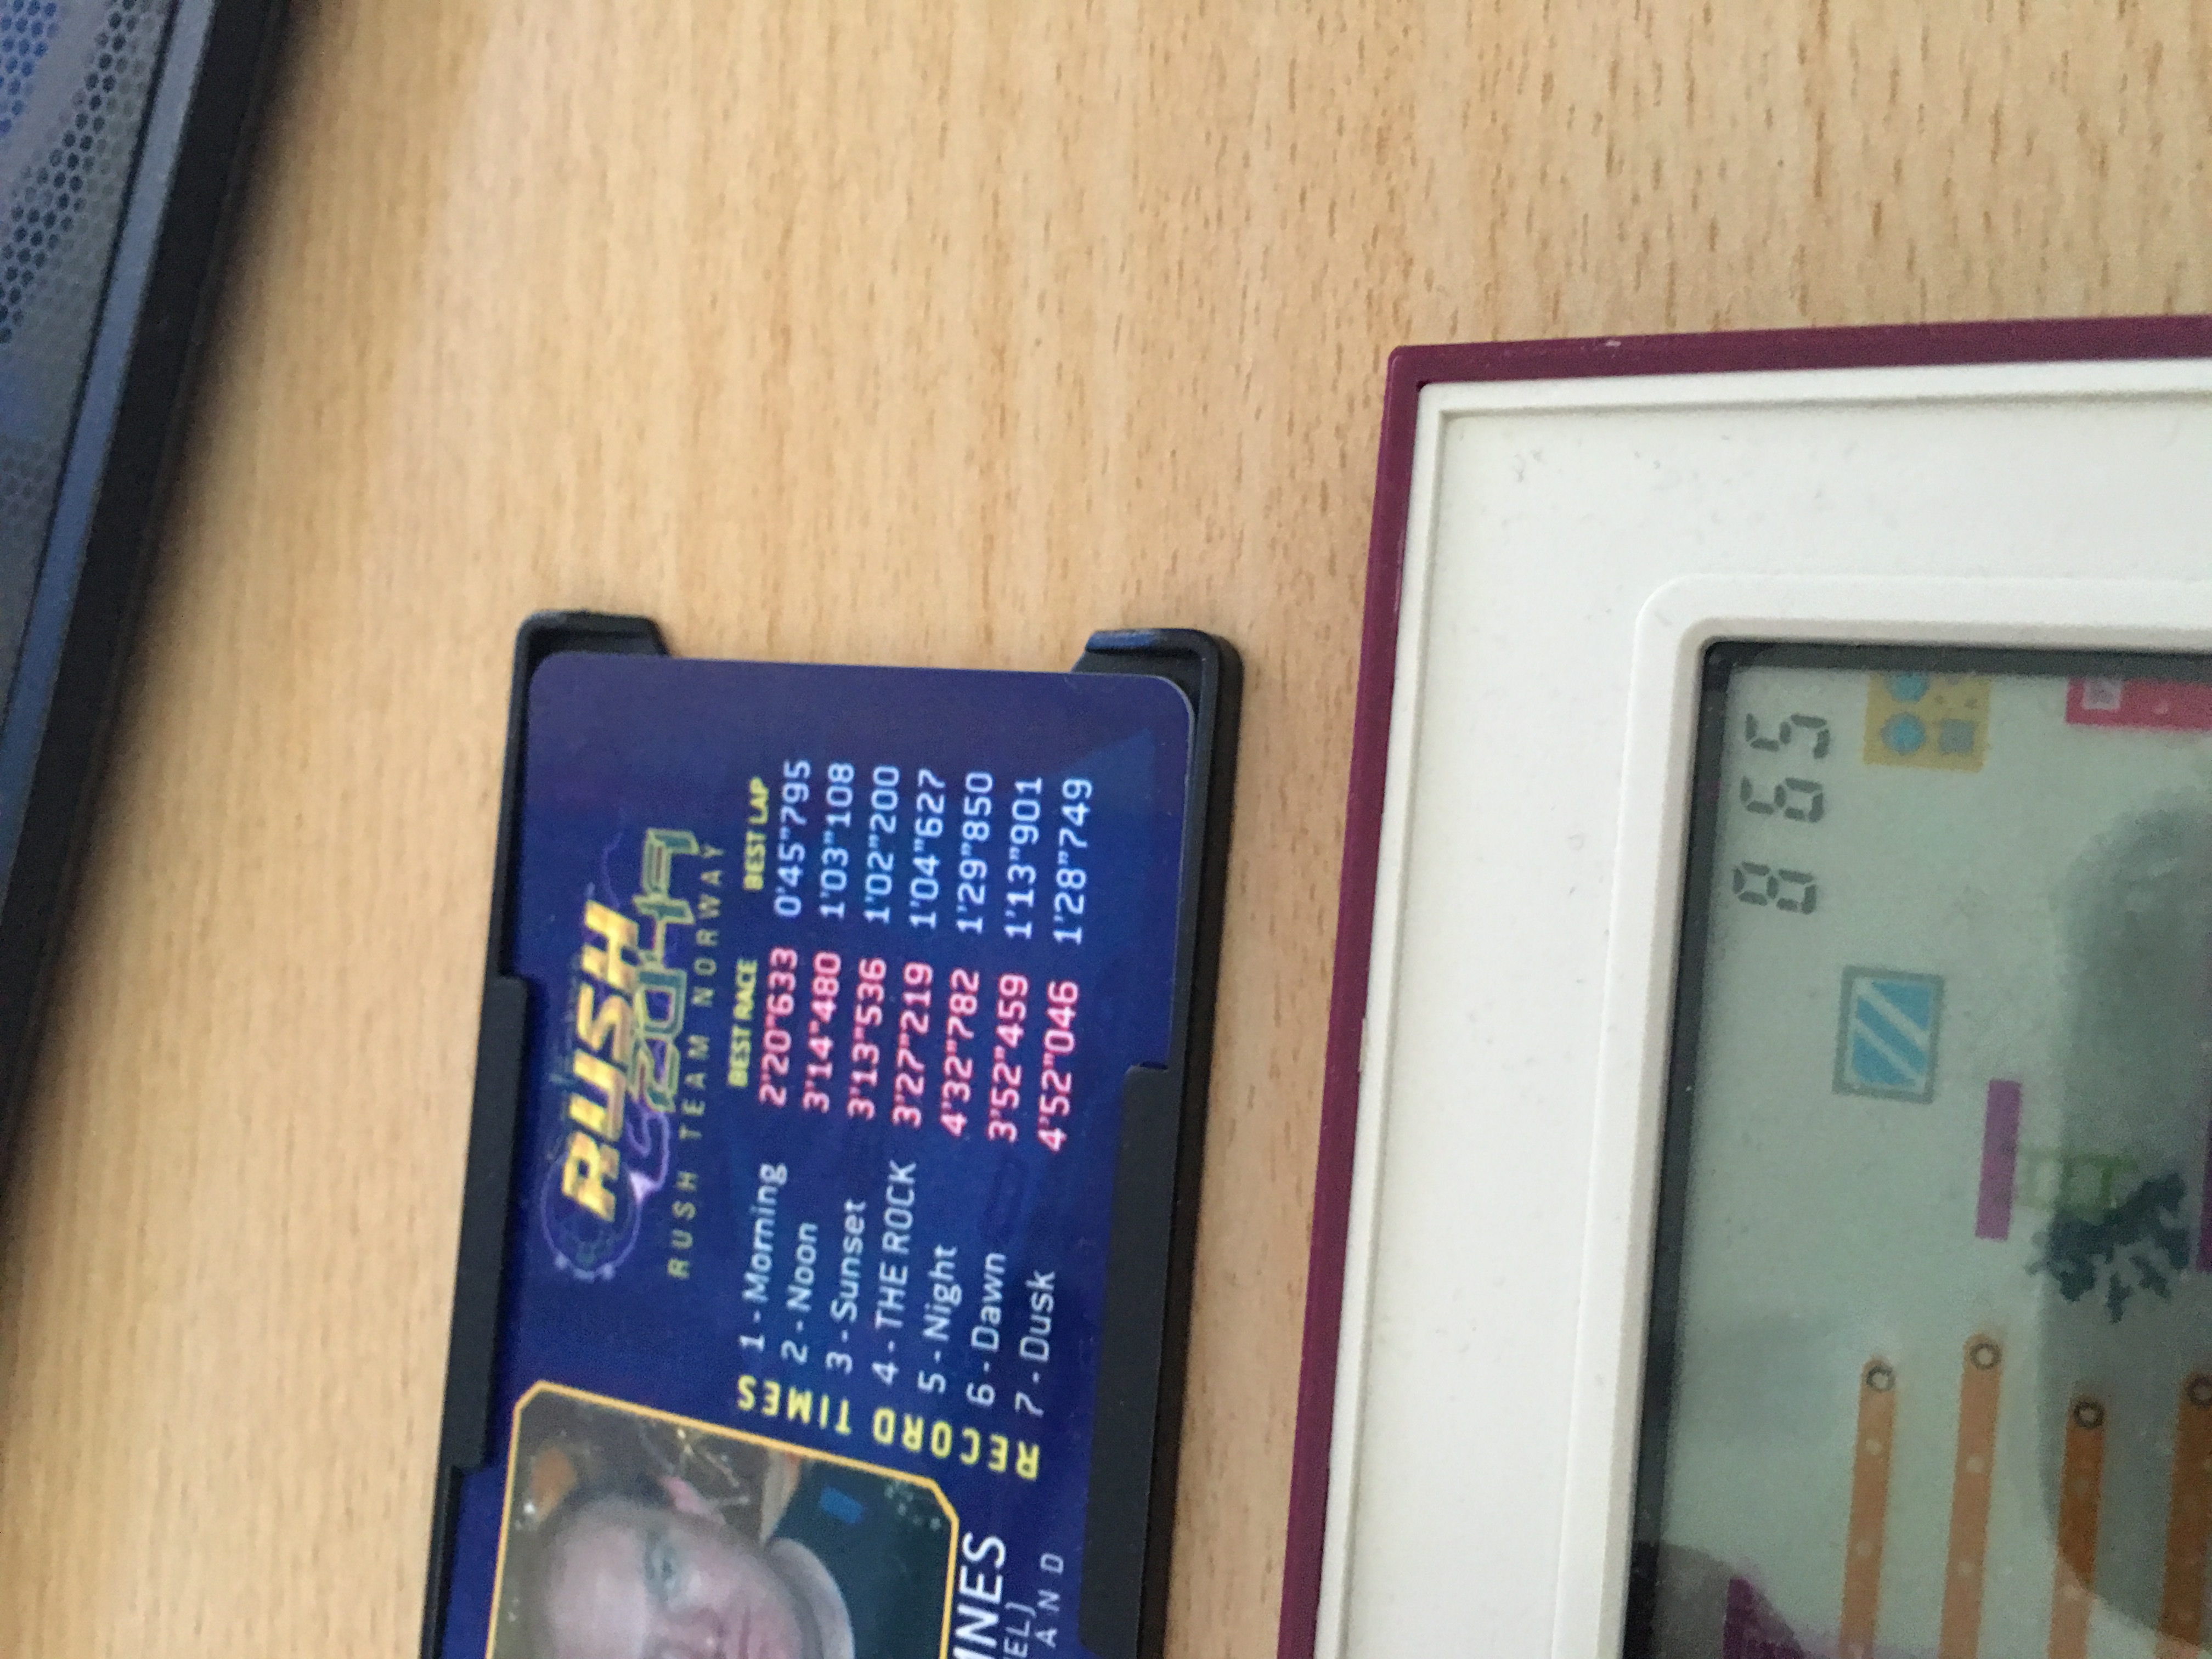 RUSH
2049
RUSH TEAM NORWAY
BEST RACE BEST LAP
1 - Morning 2'20"633 0'45"795
2 - Noon 3'14"480 1'03"108
3 - Sunset 3'13"536 1'02"200
4 - THE ROCK 3'27"219 1'04"627
5 - Night 4'32"782 1'29"850
6 - Dawn 3'52"459 1'13"901
7 - Dusk 4'52"046 1'28"749
RECORD TIMES
INES
EL)
AND
865